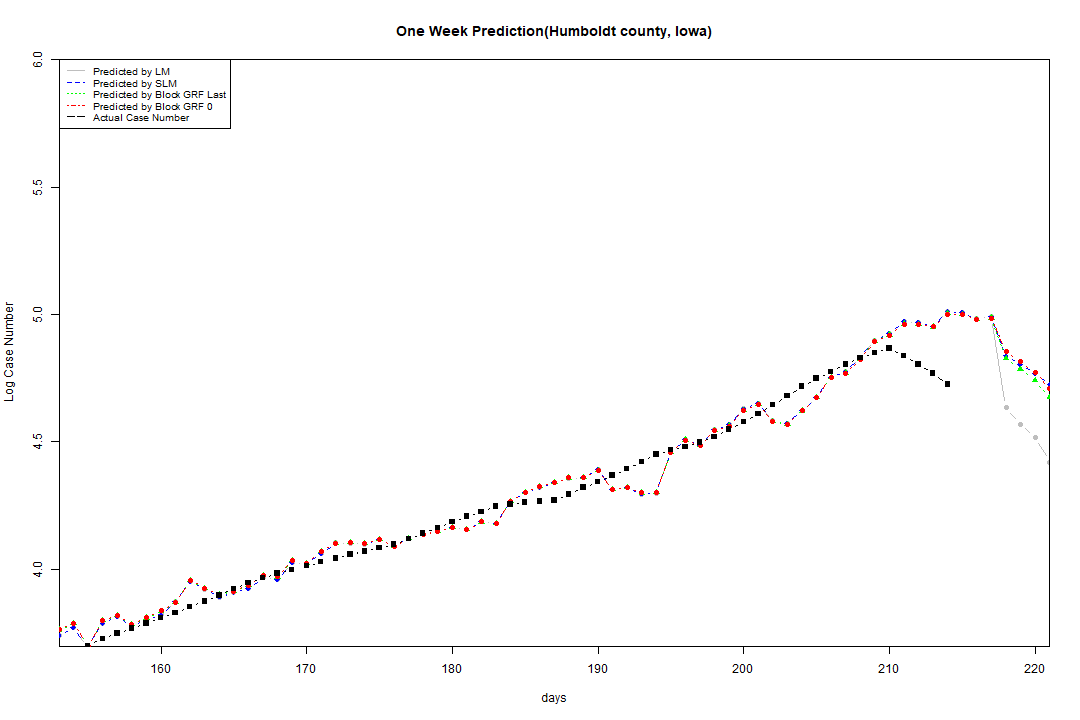 One Week Prediction(Humboldt county, Iowa)
6.0
Predicted by LM
Predicted by SLM
Predicted by Block GRF Last
Predicted by Block GRF 0
Actual Case Number
5.5
5.0
Log Case Number
4.5
4.0
160 170 180 190 200 210 220
days